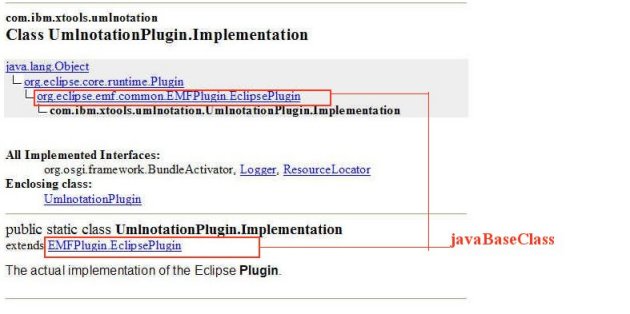 com.ibm.xtools.umlnotation
Class UmlnotationPlugin.Implementation
java.lang.Object
org.eclipse.core.runtime.Plugin
org.eclipse.emf.common.EMFPlugin.EclipsePlugin
com.ibm.xtools.umlnotation.UmlnotationPlugin.Implementation
All Implemented Interfaces:
org.osgi.framework.BundleActivator, Logger, ResourceLocator
Enclosing class:
UmlnotationPlugin
public static class UmlnotationPlugin.Implementation
extends EMFPlugin.EclipsePlugin
javaBaseClass
The actual implementation of the Eclipse Plugin.